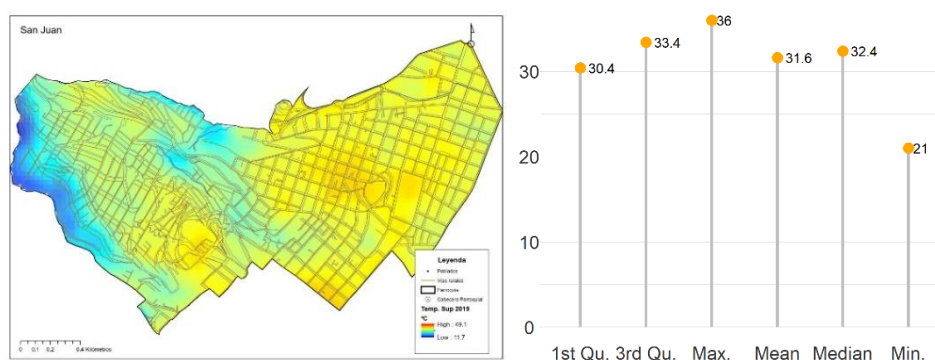 San Juan
Leyenda
Poblados
Vías rurales
Parroquia
Cabecera Parroquial
Temp. Sup 2019
°C
High : 49.1
Low : 11.7
0 0.1 0.2 0.4 Kilómetros
30
20
10
0
30.4
33.4
36
31.6
32.4
21
1st Qu. 3rd Qu. Max. Mean Median Min.